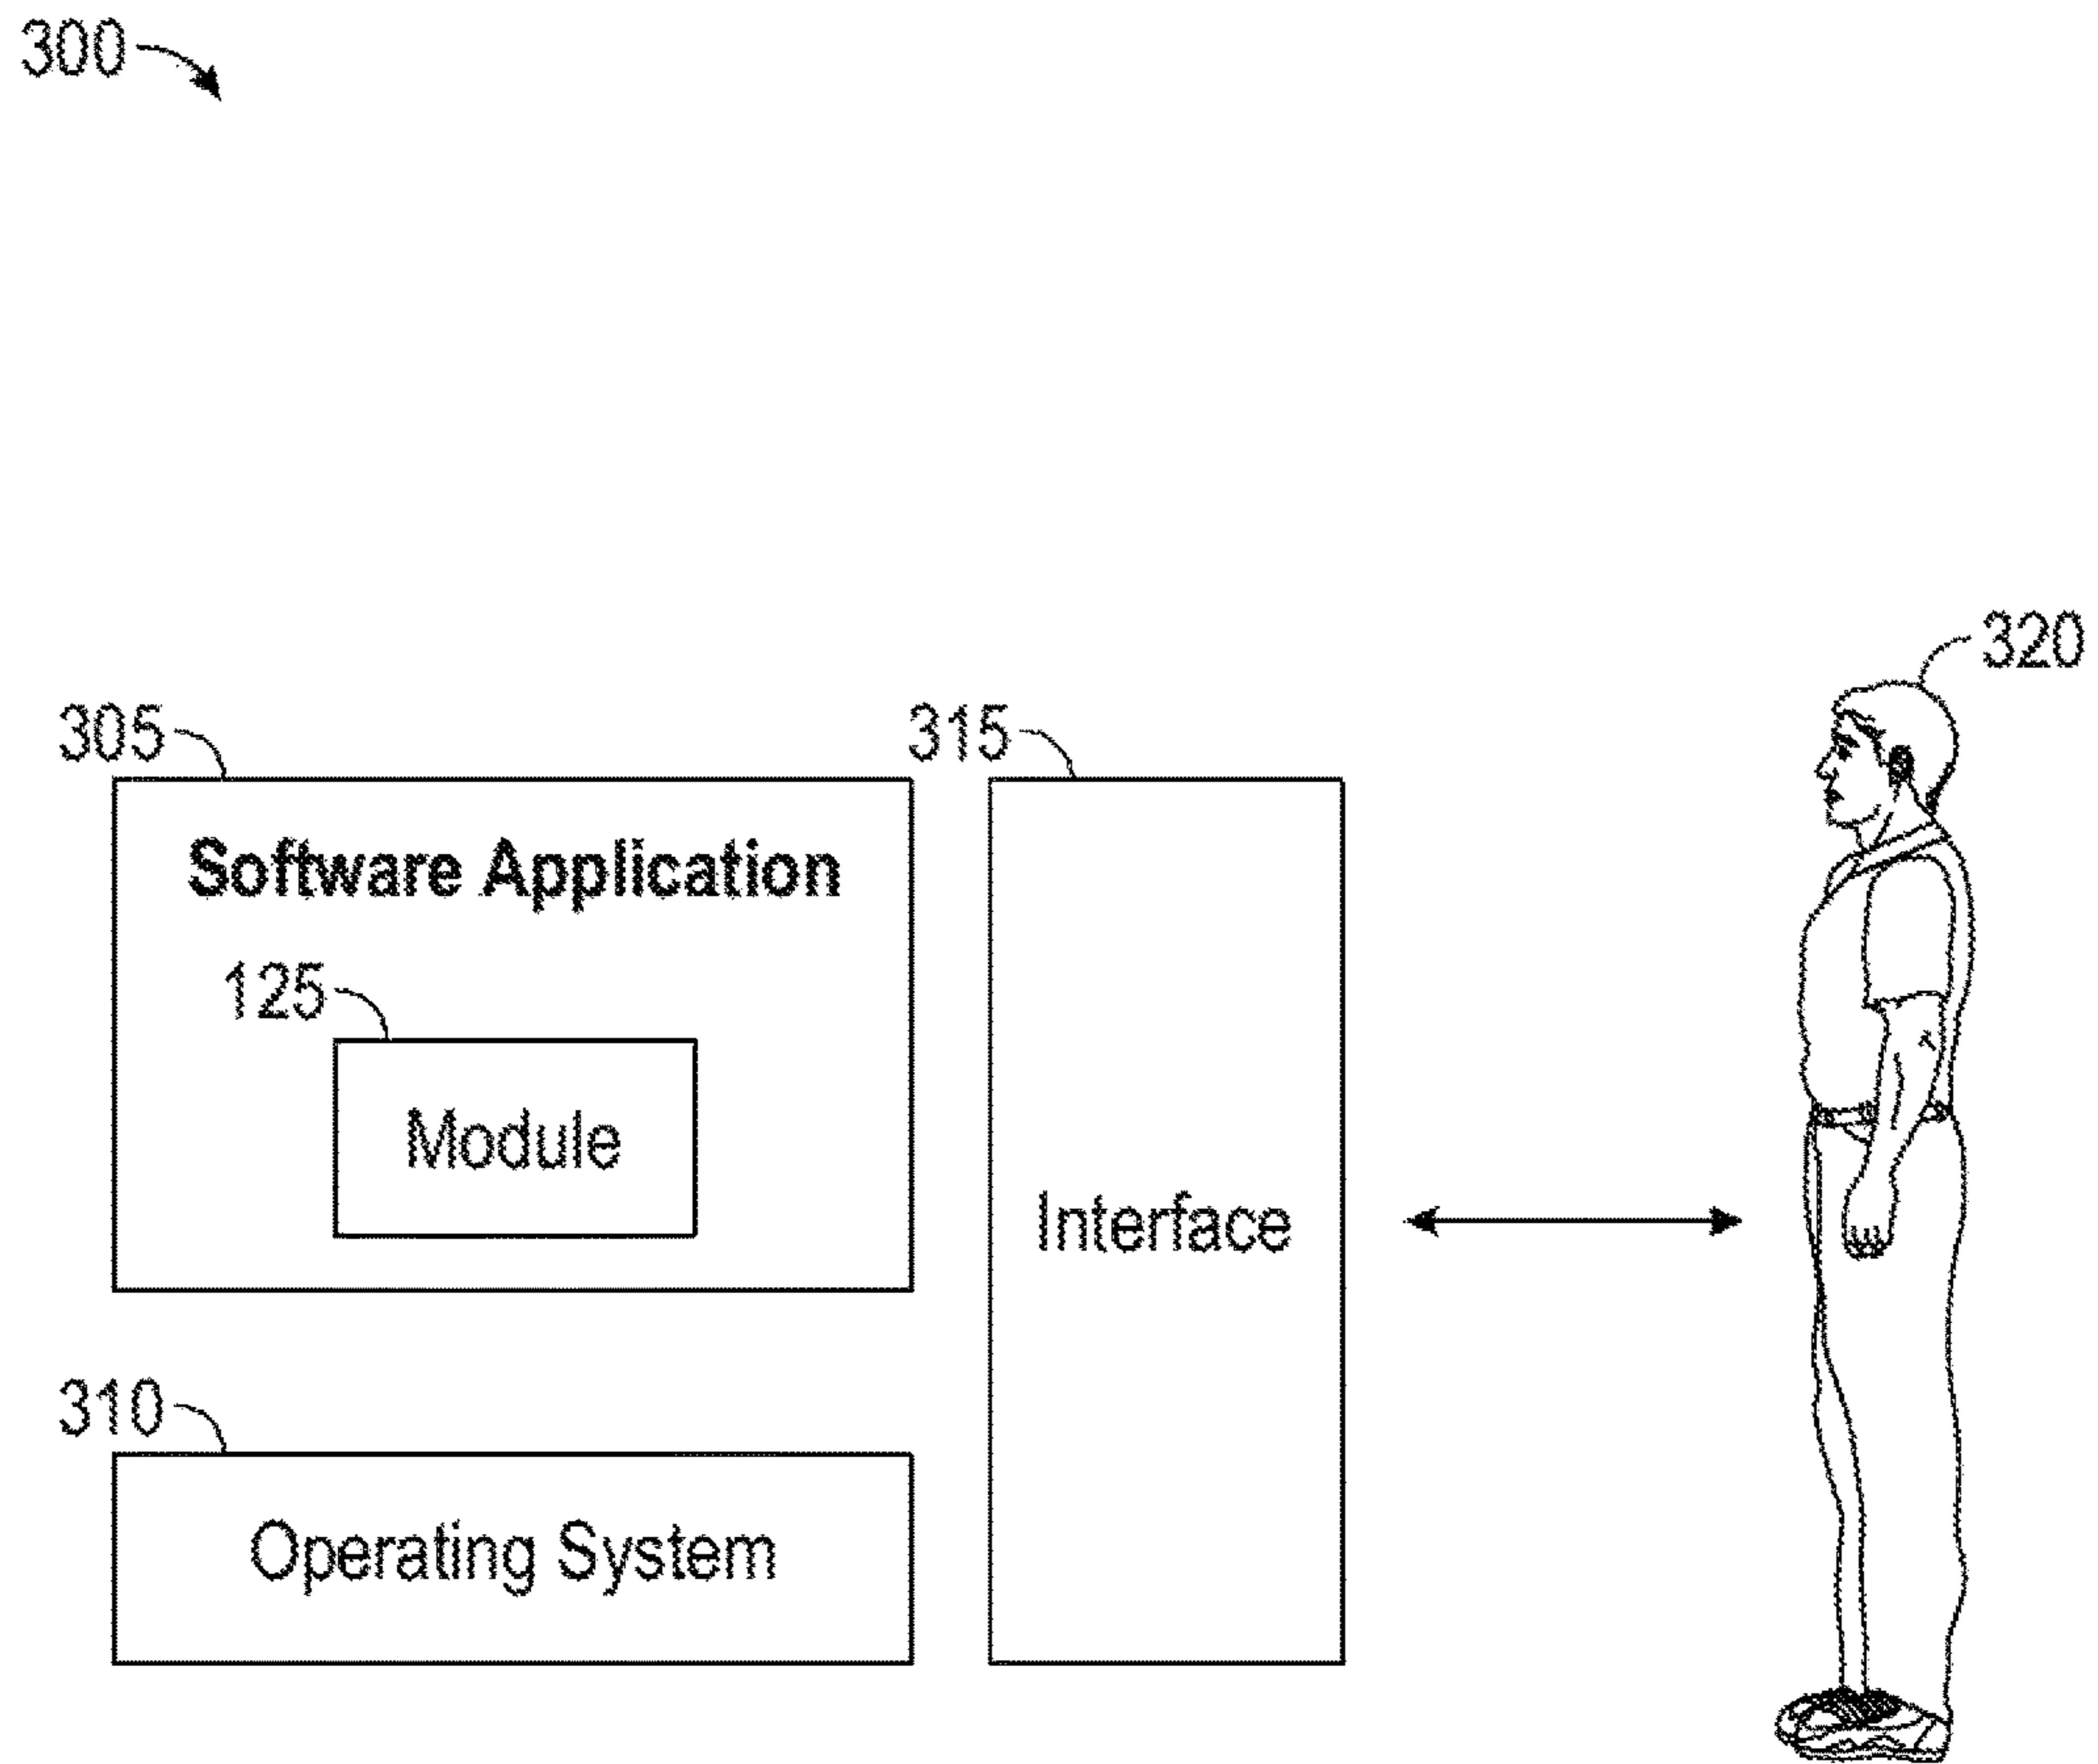 300
320
305
315
Software Application
125
Module
Interface
310
Operating System